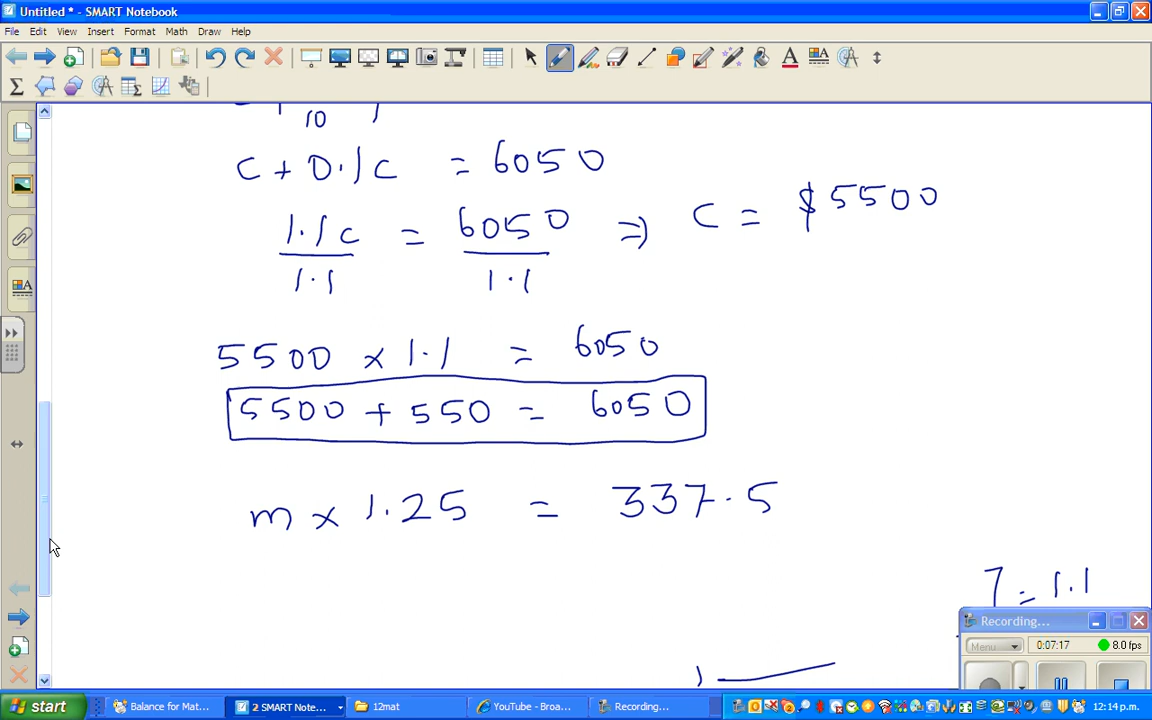 Untitled * - SMART Notebook
File Edit View Insert Format Math Draw Help
10
c + 0.1c = 6050
1.1c = 6050 ⇒ c = $5500
1.1 1.1
5500 x 1.1 = 6050
5500 + 550 = 6050
m x 1.25 = 337.5
= 1.1
Recording...
Menu 0:07:17 8.0 fps
start Balance for Mat... 2 SMART Note... 12mat YouTube - Broa... Recording... 12:14 p.m.